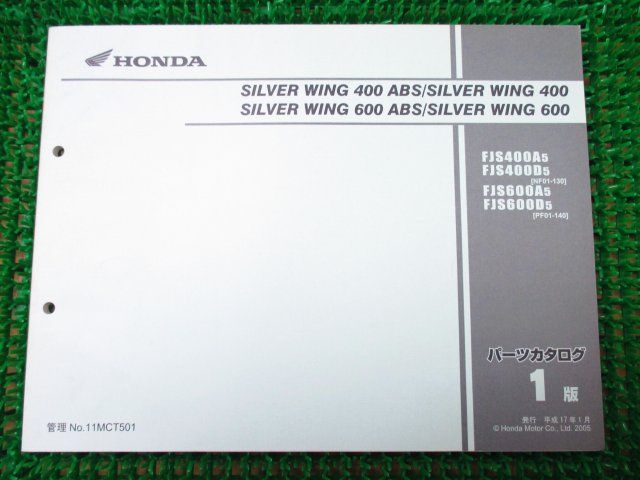 HONDA
SILVER WING 400 ABS/SILVER WING 400
SILVER WING 600 ABS/SILVER WING 600
FJS400A5
FJS400D5
[NF01-130]
FJS600A5
FJS600D5
[PF01-140]
パーツカタログ
1版
発行 平成17年1月
© Honda Motor Co., Ltd. 2005
管理 No.11MCT501